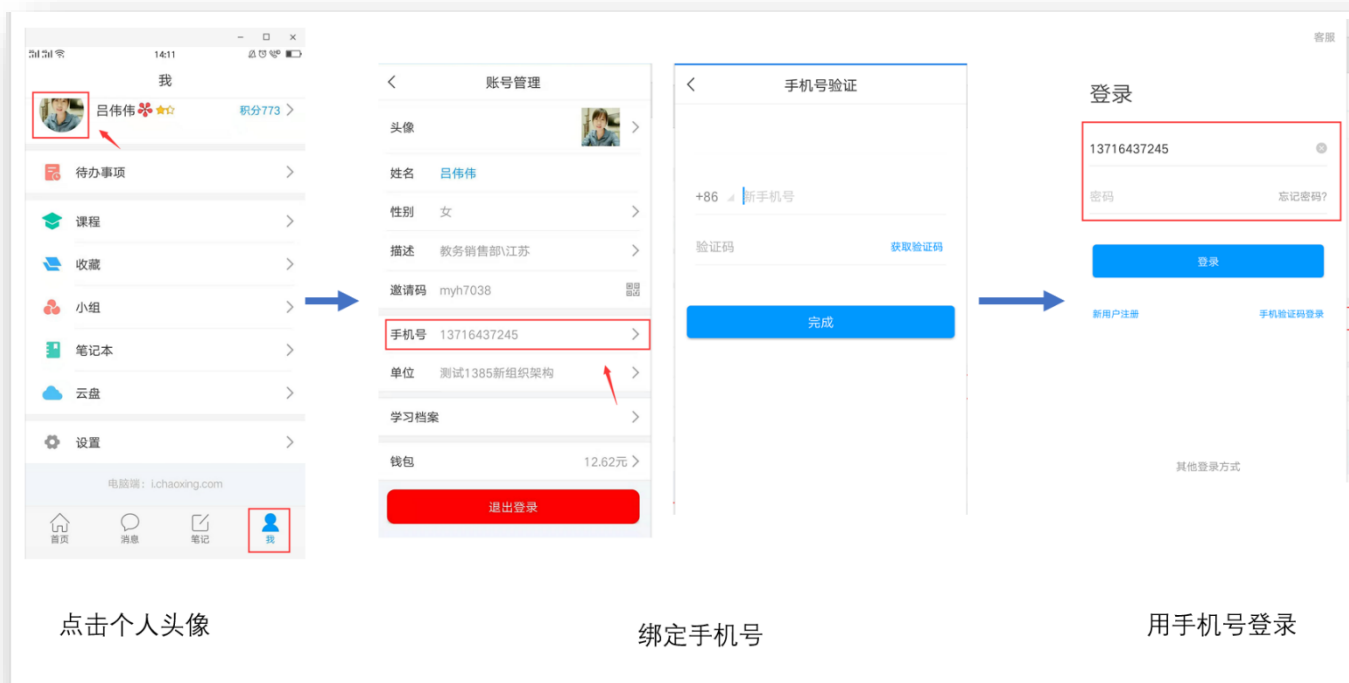 14:11
我
吕伟伟
积分773
待办事项
课程
收藏
小组
笔记本
云盘
设置
电脑端：i.chaoxing.com
首页
消息
笔记
我
点击个人头像
账号管理
头像
姓名 吕伟伟
性别 女
描述 教务销售部\江苏
邀请码 myh7038
手机号 13716437245
单位 测试1385新组织架构
学习档案
钱包 12.62元
退出登录
手机号验证
+86 新手机号
验证码 获取验证码
完成
绑定手机号
客服
登录
13716437245
密码 忘记密码?
登录
新用户注册 手机验证码登录
其他登录方式
用手机号登录